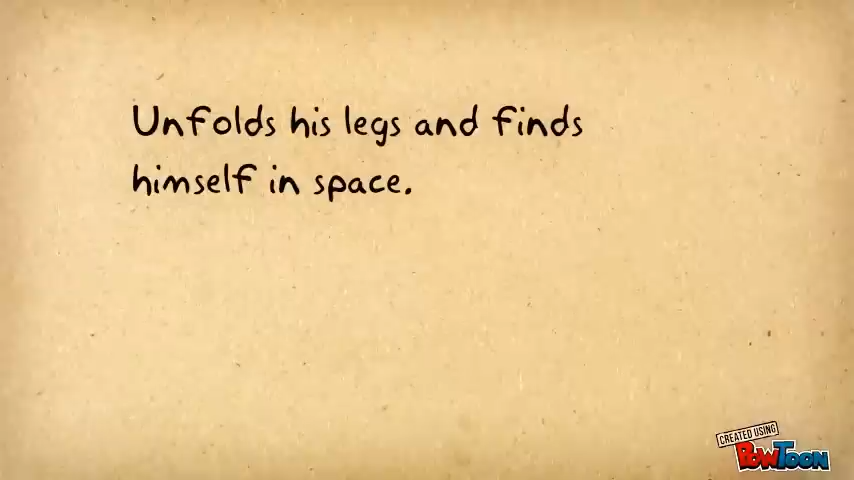 Unfolds his legs and finds
himself in space.
CREATED USING
POWTOON